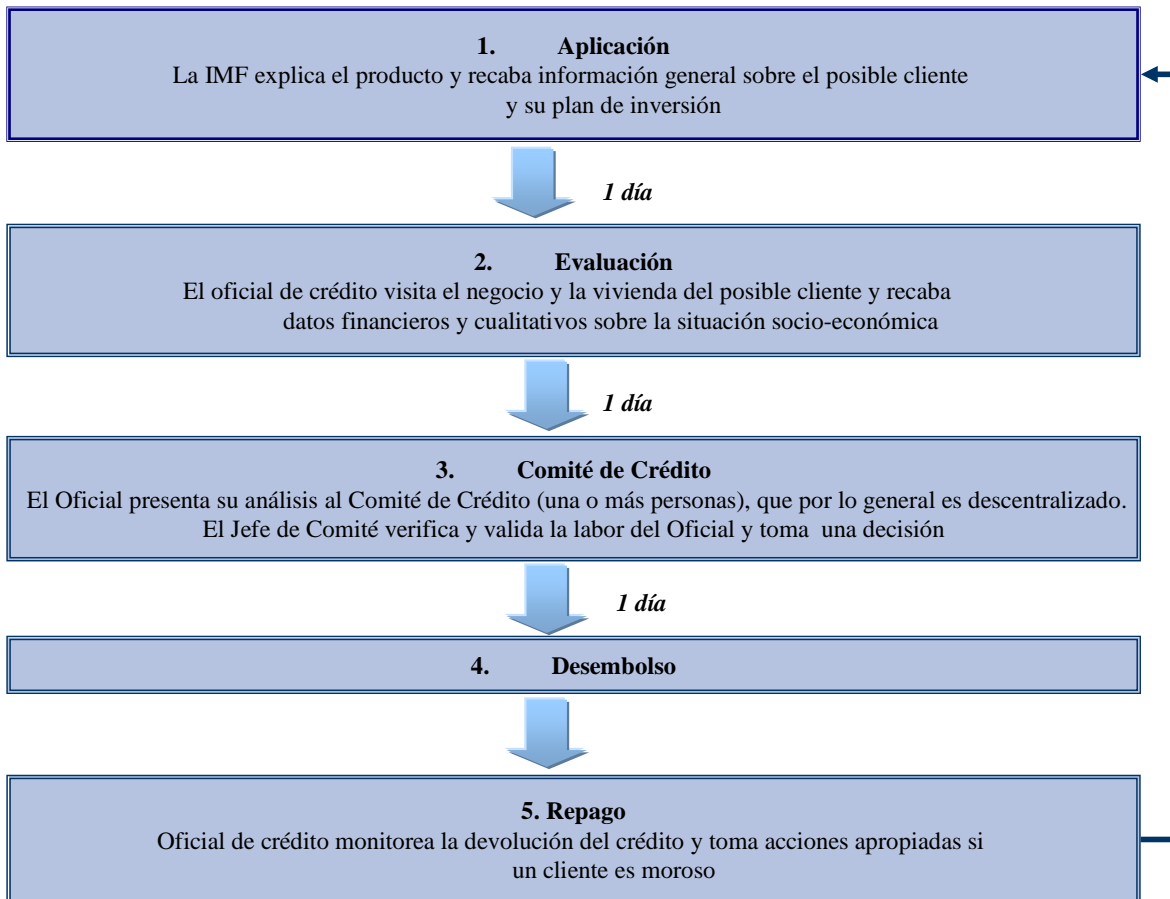 1. Aplicación
La IMF explica el producto y recaba información general sobre el posible cliente
y su plan de inversión
1 día
2. Evaluación
El oficial de crédito visita el negocio y la vivienda del posible cliente y recaba
datos financieros y cualitativos sobre la situación socio-económica
1 día
3. Comité de Crédito
El Oficial presenta su análisis al Comité de Crédito (una o más personas), que por lo general es descentralizado.
El Jefe de Comité verifica y valida la labor del Oficial y toma una decisión
1 día
4. Desembolso
5. Repago
Oficial de crédito monitorea la devolución del crédito y toma acciones apropiadas si
un cliente es moroso